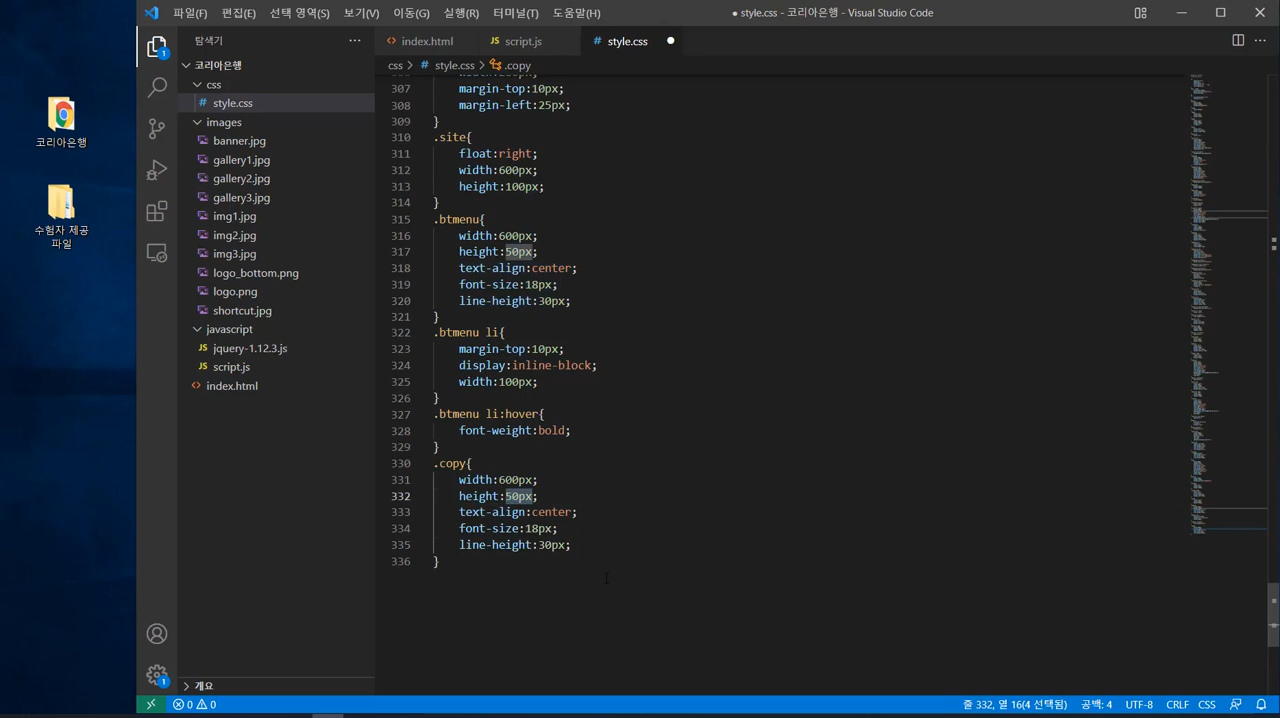 파일(F) 편집(E) 선택 영역(S) 보기(V) 이동(G) 실행(R) 터미널(T) 도움말(H)
● style.css - 코리아은행 - Visual Studio Code
탐색기
index.html
JS script.js
# style.css ●
css > # style.css > .copy
코리아은행
css
# style.css
images
banner.jpg
gallery1.jpg
gallery2.jpg
gallery3.jpg
img1.jpg
img2.jpg
img3.jpg
logo_bottom.png
logo.png
shortcut.jpg
javascript
JS jquery-1.12.3.js
JS script.js
index.html
개요
코리아은행
수험자 제공
파일
1
1
307 margin-top:10px;
308 margin-left:25px;
309 }
310 .site{
311 float:right;
312 width:600px;
313 height:100px;
314 }
315 .btmenu{
316 width:600px;
317 height:50px;
318 text-align:center;
319 font-size:18px;
320 line-height:30px;
321 }
322 .btmenu li{
323 margin-top:10px;
324 display:inline-block;
325 width:100px;
326 }
327 .btmenu li:hover{
328 font-weight:bold;
329 }
330 .copy{
331 width:600px;
332 height:50px;
333 text-align:center;
334 font-size:18px;
335 line-height:30px;
336 }
0 0
줄 332, 열 16(4 선택됨) 공백: 4 UTF-8 CRLF CSS